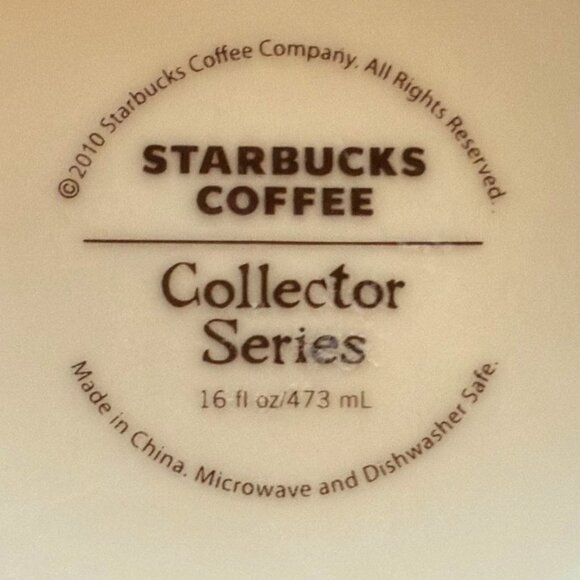 ©2010 Starbucks Coffee Company. All Rights Reserved.
STARBUCKS
COFFEE
Collector
Series
16 fl oz/473 mL
Made in China. Microwave and Dishwasher Safe.